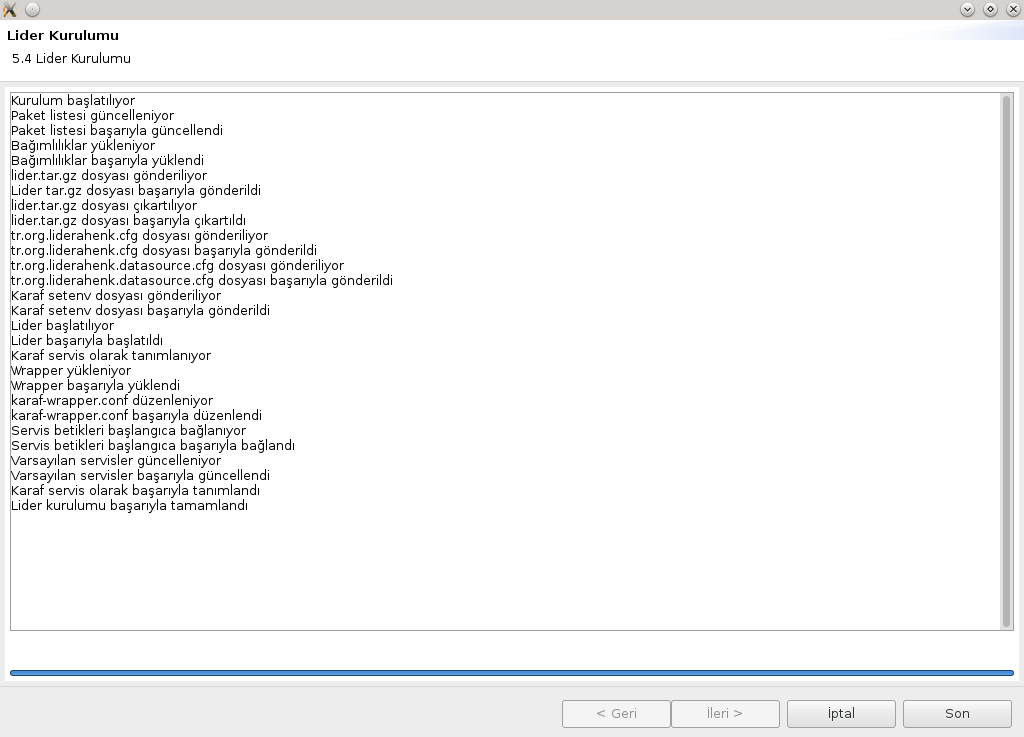 Lider Kurulumu
5.4 Lider Kurulumu
Kurulum başlatılıyor
Paket listesi güncelleniyor
Paket listesi başarıyla güncellendi
Bağımlılıklar yükleniyor
Bağımlılıklar başarıyla yüklendi
lider.tar.gz dosyası gönderiliyor
Lider tar.gz dosyası başarıyla gönderildi
lider.tar.gz dosyası çıkartılıyor
lider.tar.gz dosyası başarıyla çıkartıldı
tr.org.liderahenk.cfg dosyası gönderiliyor
tr.org.liderahenk.cfg dosyası başarıyla gönderildi
tr.org.liderahenk.datasource.cfg dosyası gönderiliyor
tr.org.liderahenk.datasource.cfg dosyası başarıyla gönderildi
Karaf setenv dosyası gönderiliyor
Karaf setenv dosyası başarıyla gönderildi
Lider başlatılıyor
Lider başarıyla başlatıldı
Karaf servis olarak tanımlanıyor
Wrapper yükleniyor
Wrapper başarıyla yüklendi
karaf-wrapper.conf düzenleniyor
karaf-wrapper.conf başarıyla düzenlendi
Servis betikleri başlangıca bağlanıyor
Servis betikleri başlangıca başarıyla bağlandı
Varsayılan servisler güncelleniyor
Varsayılan servisler başarıyla güncellendi
Karaf servis olarak başarıyla tanımlandı
Lider kurulumu başarıyla tamamlandı
< Geri İleri > İptal Son